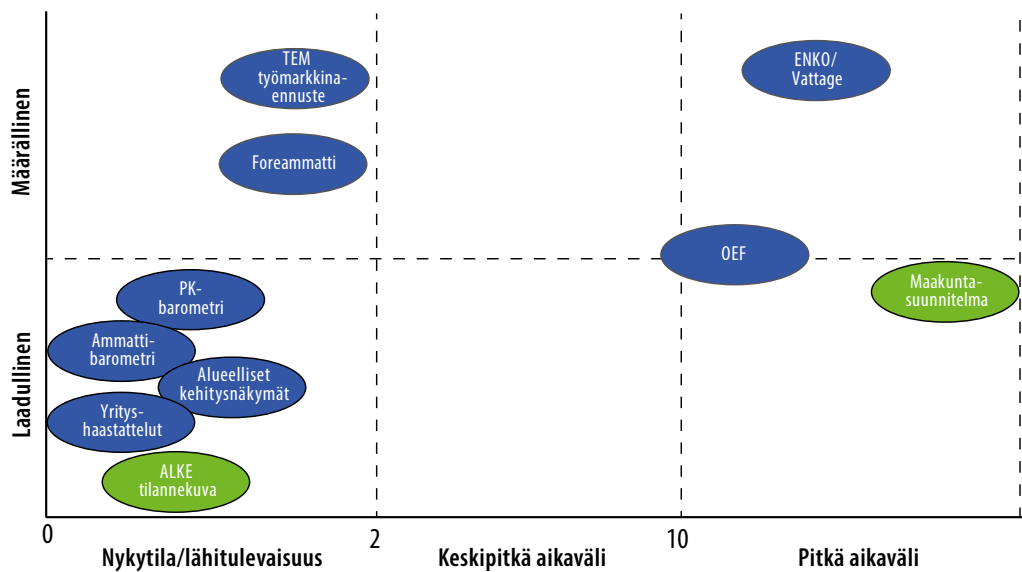 Määrällinen
TEM
työmarkkina-
ennuste
ENKO/
Vattage
Foreammatti
OEF
Laadullinen
PK-
barometri
Maakunta-
suunnitelma
Ammatti-
barometri
Alueelliset
kehitysnäkymät
Yritys-
haastattelut
ALKE
tilannekuva
0
2
10
Nykytila/lähitulevaisuus
Keskipitkä aikaväli
Pitkä aikaväli